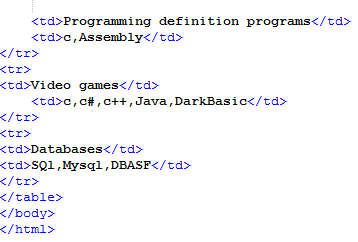 <td>Programming definition programs</td>
<td>c,Assembly</td>
</tr>
<tr>
<td>Video games</td>
<td>c,c#,c++,Java,DarkBasic</td>
</tr>
<tr>
<td>Databases</td>
<td>SQl,Mysql,DBASF</td>
</tr>
</table>
</body>
</html>